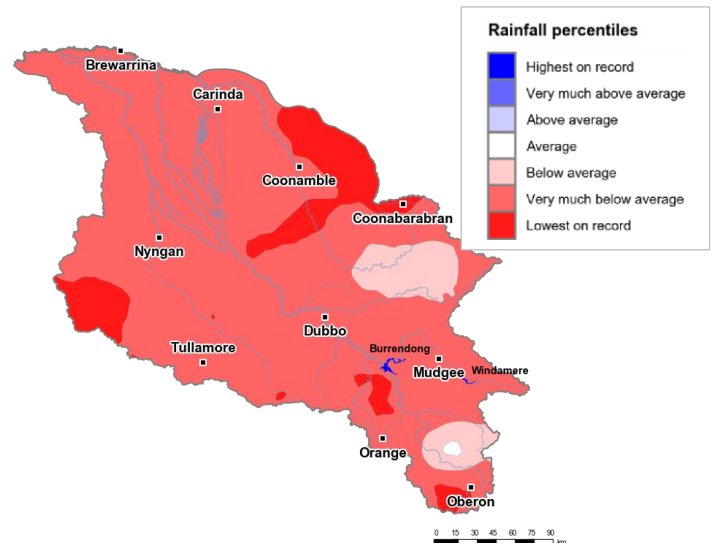 Rainfall percentiles
Highest on record
Very much above average
Above average
Average
Below average
Very much below average
Lowest on record
Brewarrina
Carinda
Coonamble
Coonabarabran
Nyngan
Dubbo
Tullamore
Burrendong
Mudgee
Windamere
Orange
Oberon
0 15 30 45 60 75 90
km